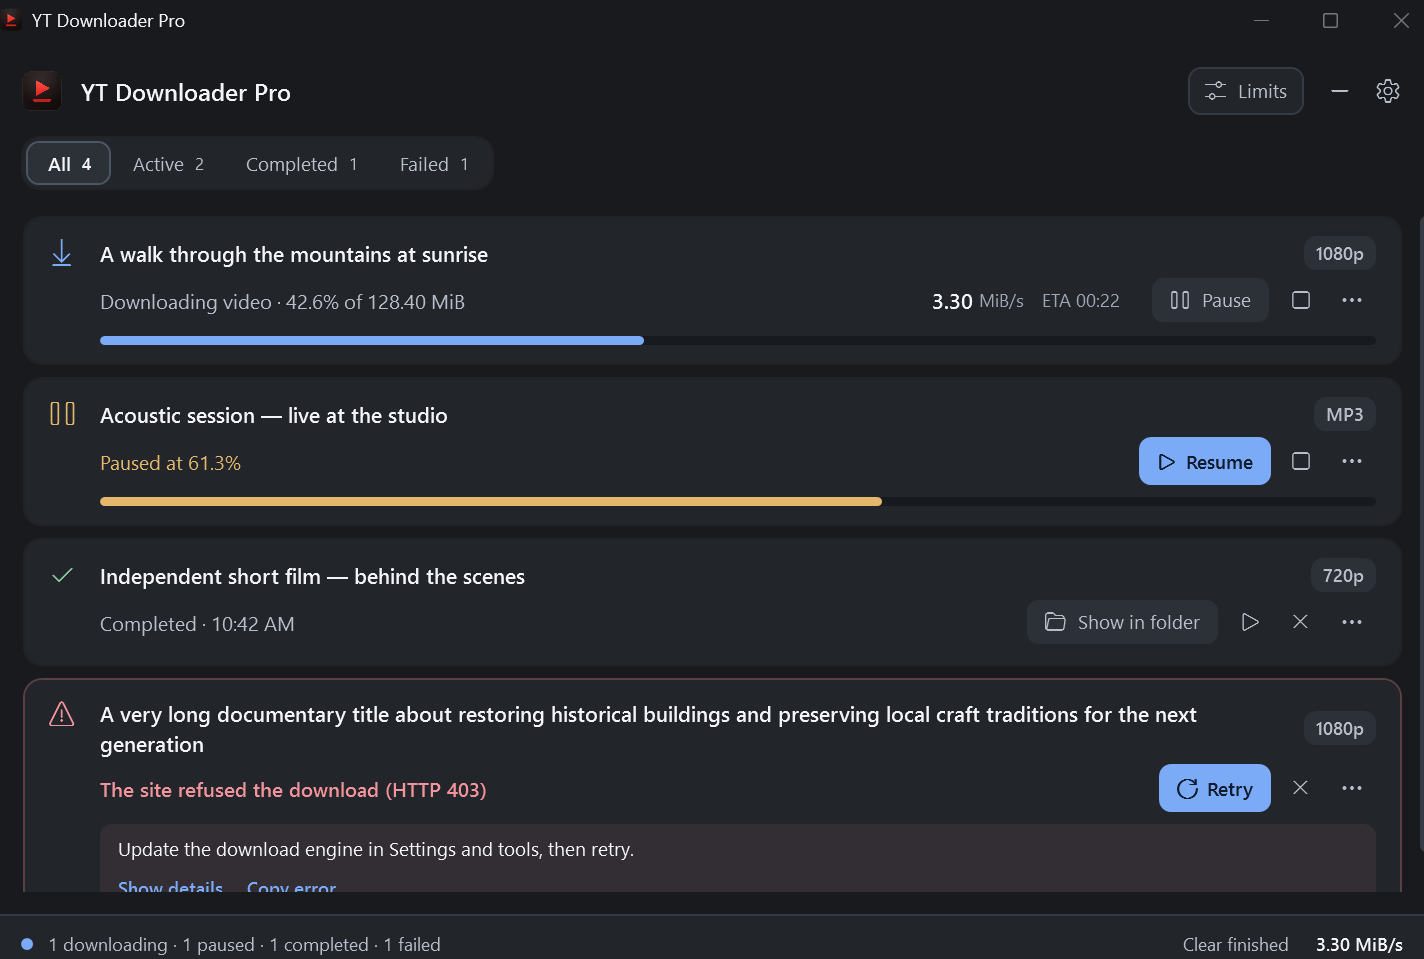 YT Downloader Pro
YT Downloader Pro
Limits
All 4 Active 2 Completed 1 Failed 1
A walk through the mountains at sunrise
1080p
Downloading video · 42.6% of 128.40 MiB
3.30 MiB/s ETA 00:22 Pause
Acoustic session — live at the studio
MP3
Paused at 61.3%
Resume
Independent short film — behind the scenes
720p
Completed · 10:42 AM
Show in folder
A very long documentary title about restoring historical buildings and preserving local craft traditions for the next
generation
1080p
The site refused the download (HTTP 403)
Retry
Update the download engine in Settings and tools, then retry.
Show details Copy error
1 downloading · 1 paused · 1 completed · 1 failed
Clear finished 3.30 MiB/s